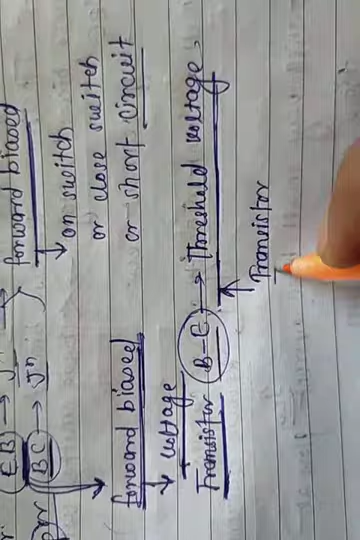 EB → Jn → forward biased
BC → Jn
on switch
or close switch
or short circuit
forward biased
voltage
Transistor B-E → Threshold voltage
Transistor